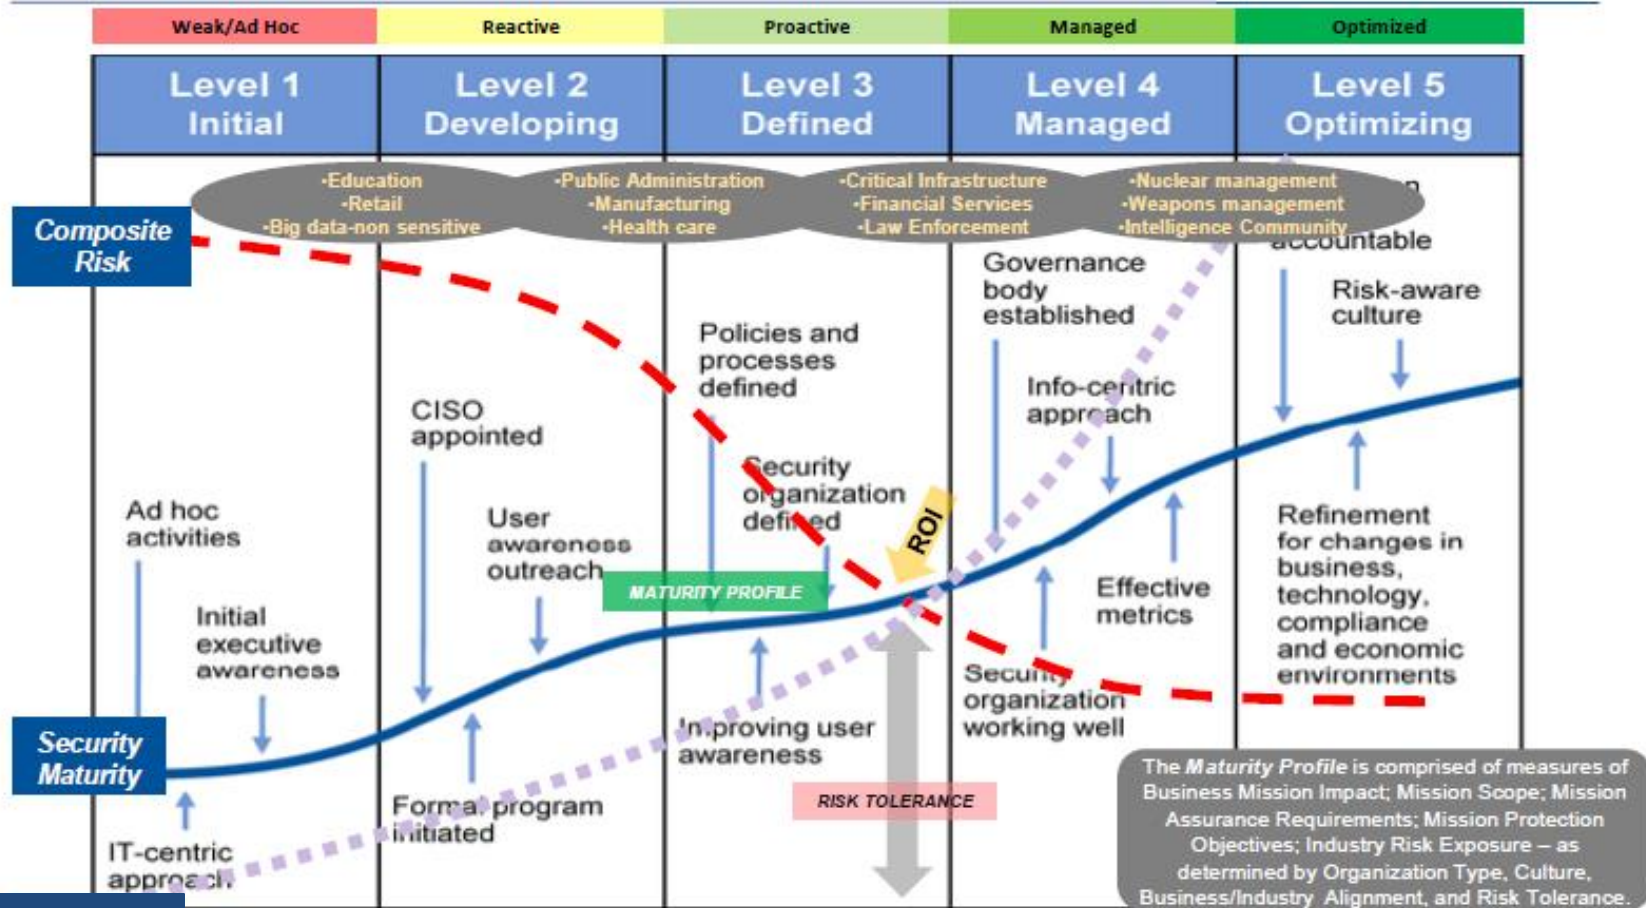 Weak/Ad Hoc
Reactive
Proactive
Managed
Optimized
Level 1
Initial
Level 2
Developing
Level 3
Defined
Level 4
Managed
Level 5
Optimizing
•Education
•Retail
•Big data-non sensitive
•Public Administration
•Manufacturing
•Health care
•Critical Infrastructure
•Financial Services
•Law Enforcement
•Nuclear management
•Weapons management
•Intelligence Community
accountable
Composite
Risk
Governance
body
established
Risk-aware
culture
Policies and
processes
defined
Info-centric
approach
CISO
appointed
Security
organization
defined
Ad hoc
activities
User
awareness
outreach
ROI
Refinement
for changes in
business,
technology,
compliance
and economic
environments
MATURITY PROFILE
Effective
metrics
Initial
executive
awareness
Security
organization
working well
Improving user
awareness
Security
Maturity
RISK TOLERANCE
Formal program
initiated
IT-centric
approach
The Maturity Profile is comprised of measures of
Business Mission Impact; Mission Scope; Mission
Assurance Requirements; Mission Protection
Objectives; Industry Risk Exposure – as
determined by Organization Type, Culture,
Business/Industry Alignment, and Risk Tolerance.